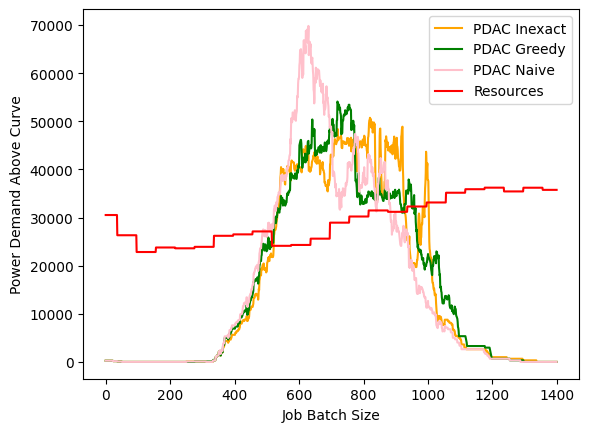 PDAC Inexact
PDAC Greedy
PDAC Naive
Resources
Power Demand Above Curve
70000
60000
50000
40000
30000
20000
10000
0
0 200 400 600 800 1000 1200 1400
Job Batch Size